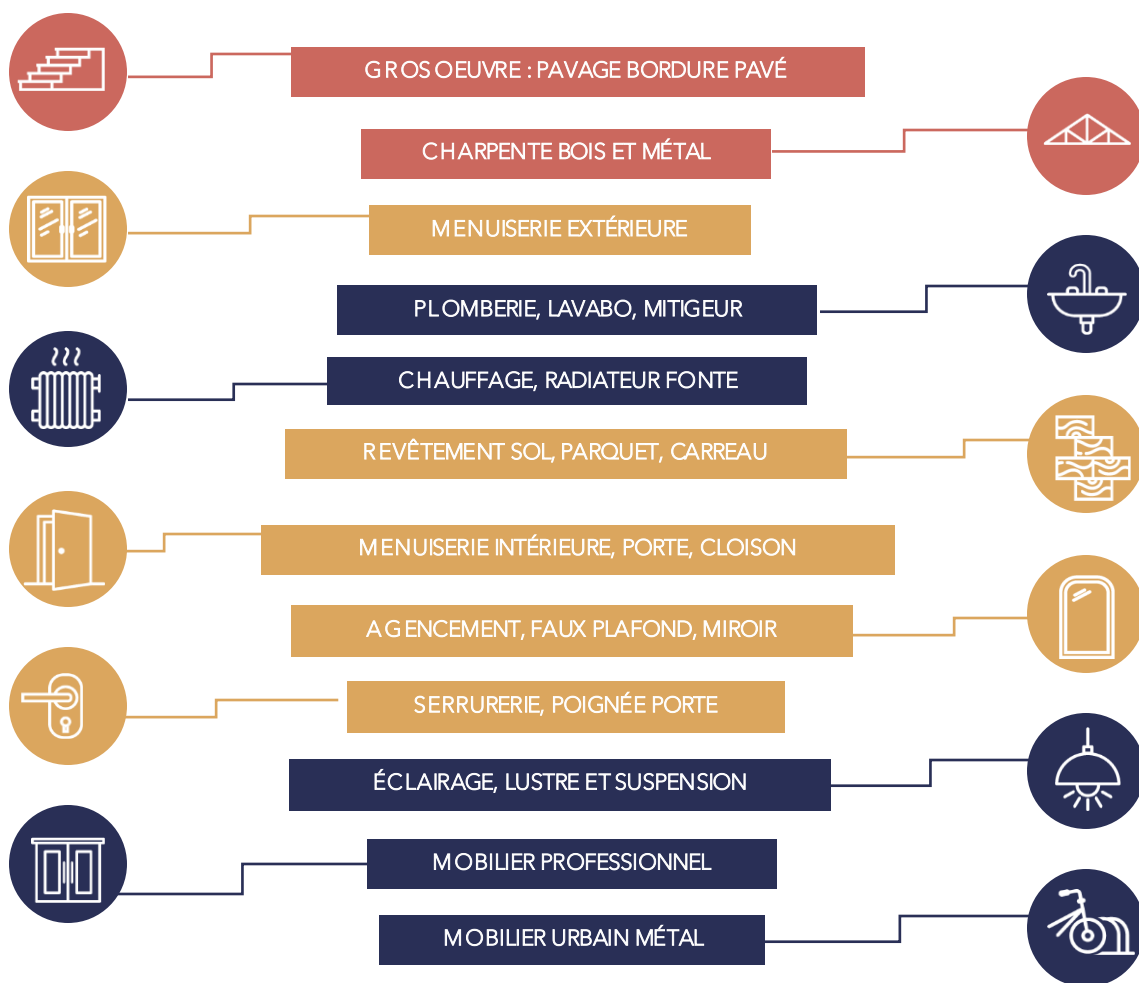 GROS OEUVRE : PAVAGE BORDURE PAVÉ
CHARPENTE BOIS ET MÉTAL
MENUISERIE EXTÉRIEURE
PLOMBERIE, LAVABO, MITIGEUR
CHAUFFAGE, RADIATEUR FONTE
REVÊTEMENT SOL, PARQUET, CARREAU
MENUISERIE INTÉRIEURE, PORTE, CLOISON
AGENCEMENT, FAUX PLAFOND, MIROIR
SERRURERIE, POIGNÉE PORTE
ÉCLAIRAGE, LUSTRE ET SUSPENSION
MOBILIER PROFESSIONNEL
MOBILIER URBAIN MÉTAL